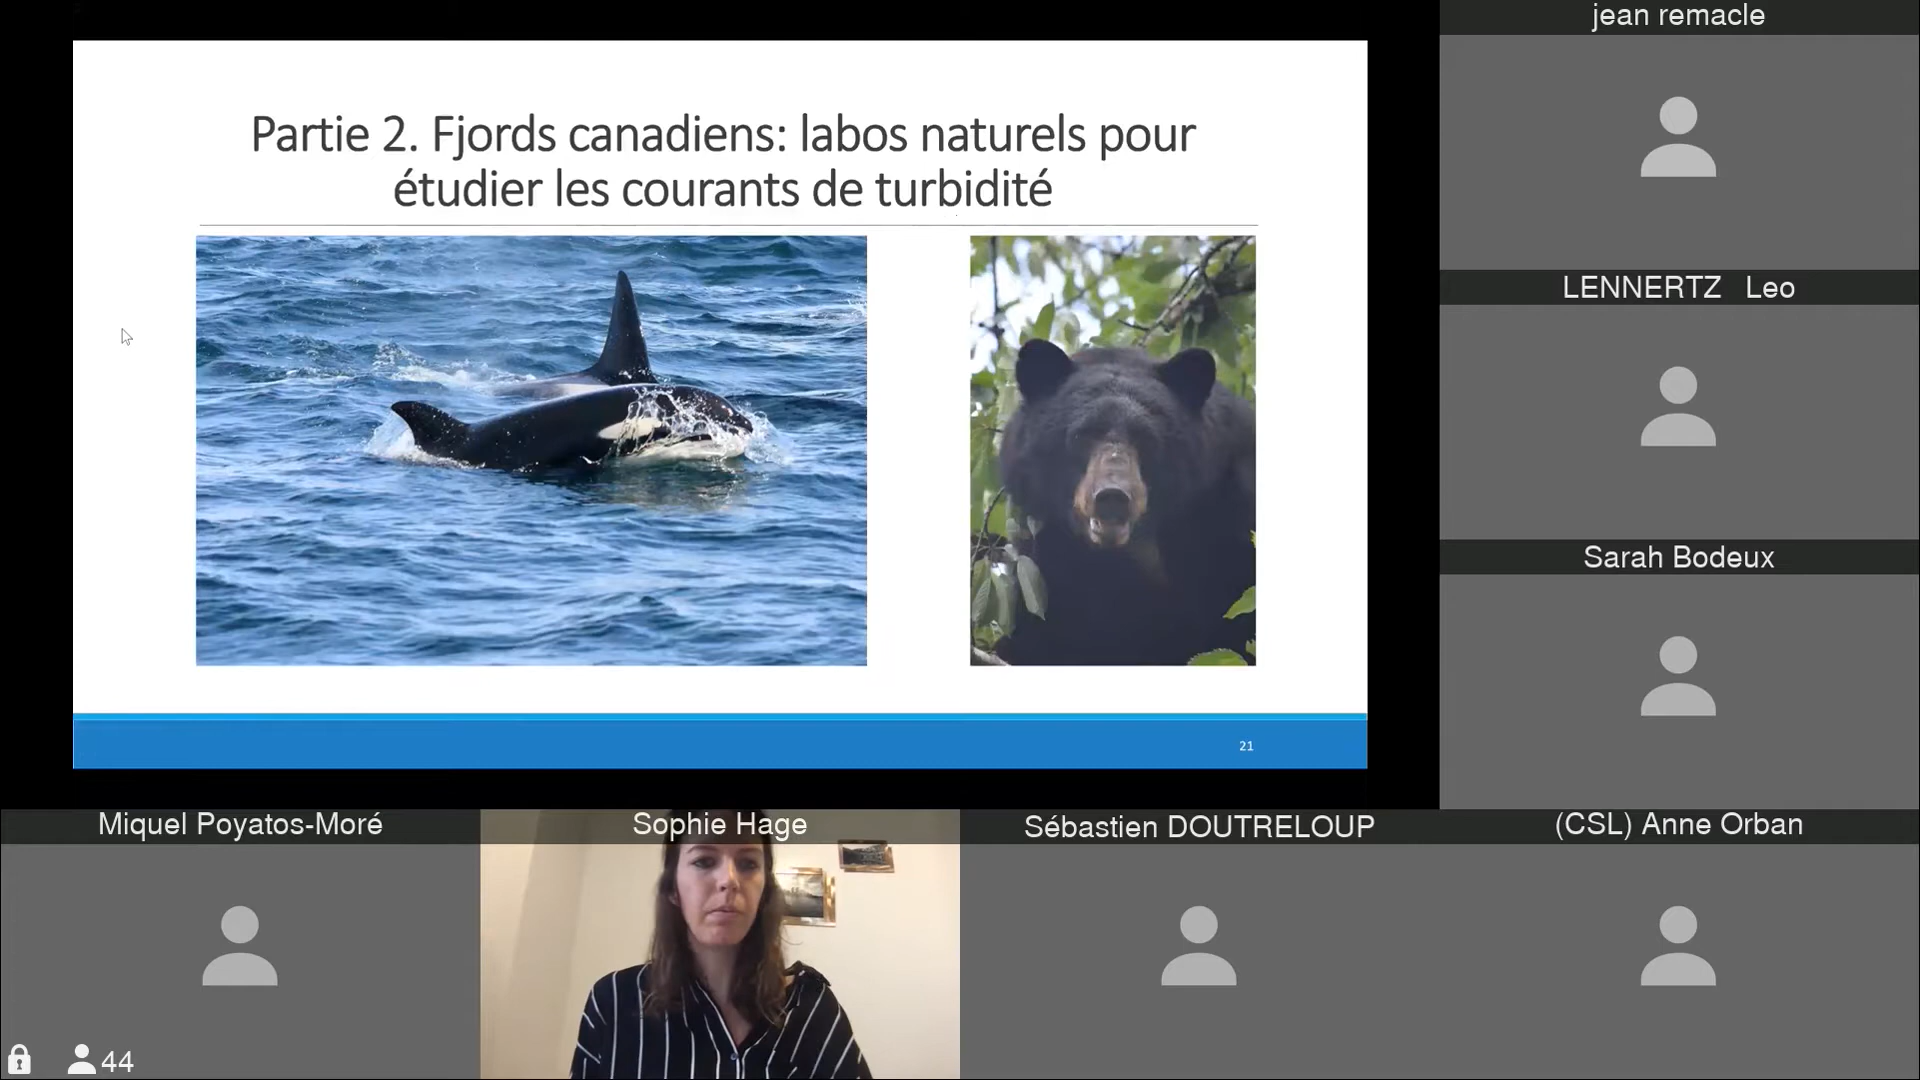 jean remacle
Partie 2. Fjords canadiens: labos naturels pour
étudier les courants de turbidité
LENNERTZ Leo
Sarah Bodeux
21
Miquel Poyatos-Moré
Sophie Hage
Sébastien DOUTRELOUP
(CSL) Anne Orban
44